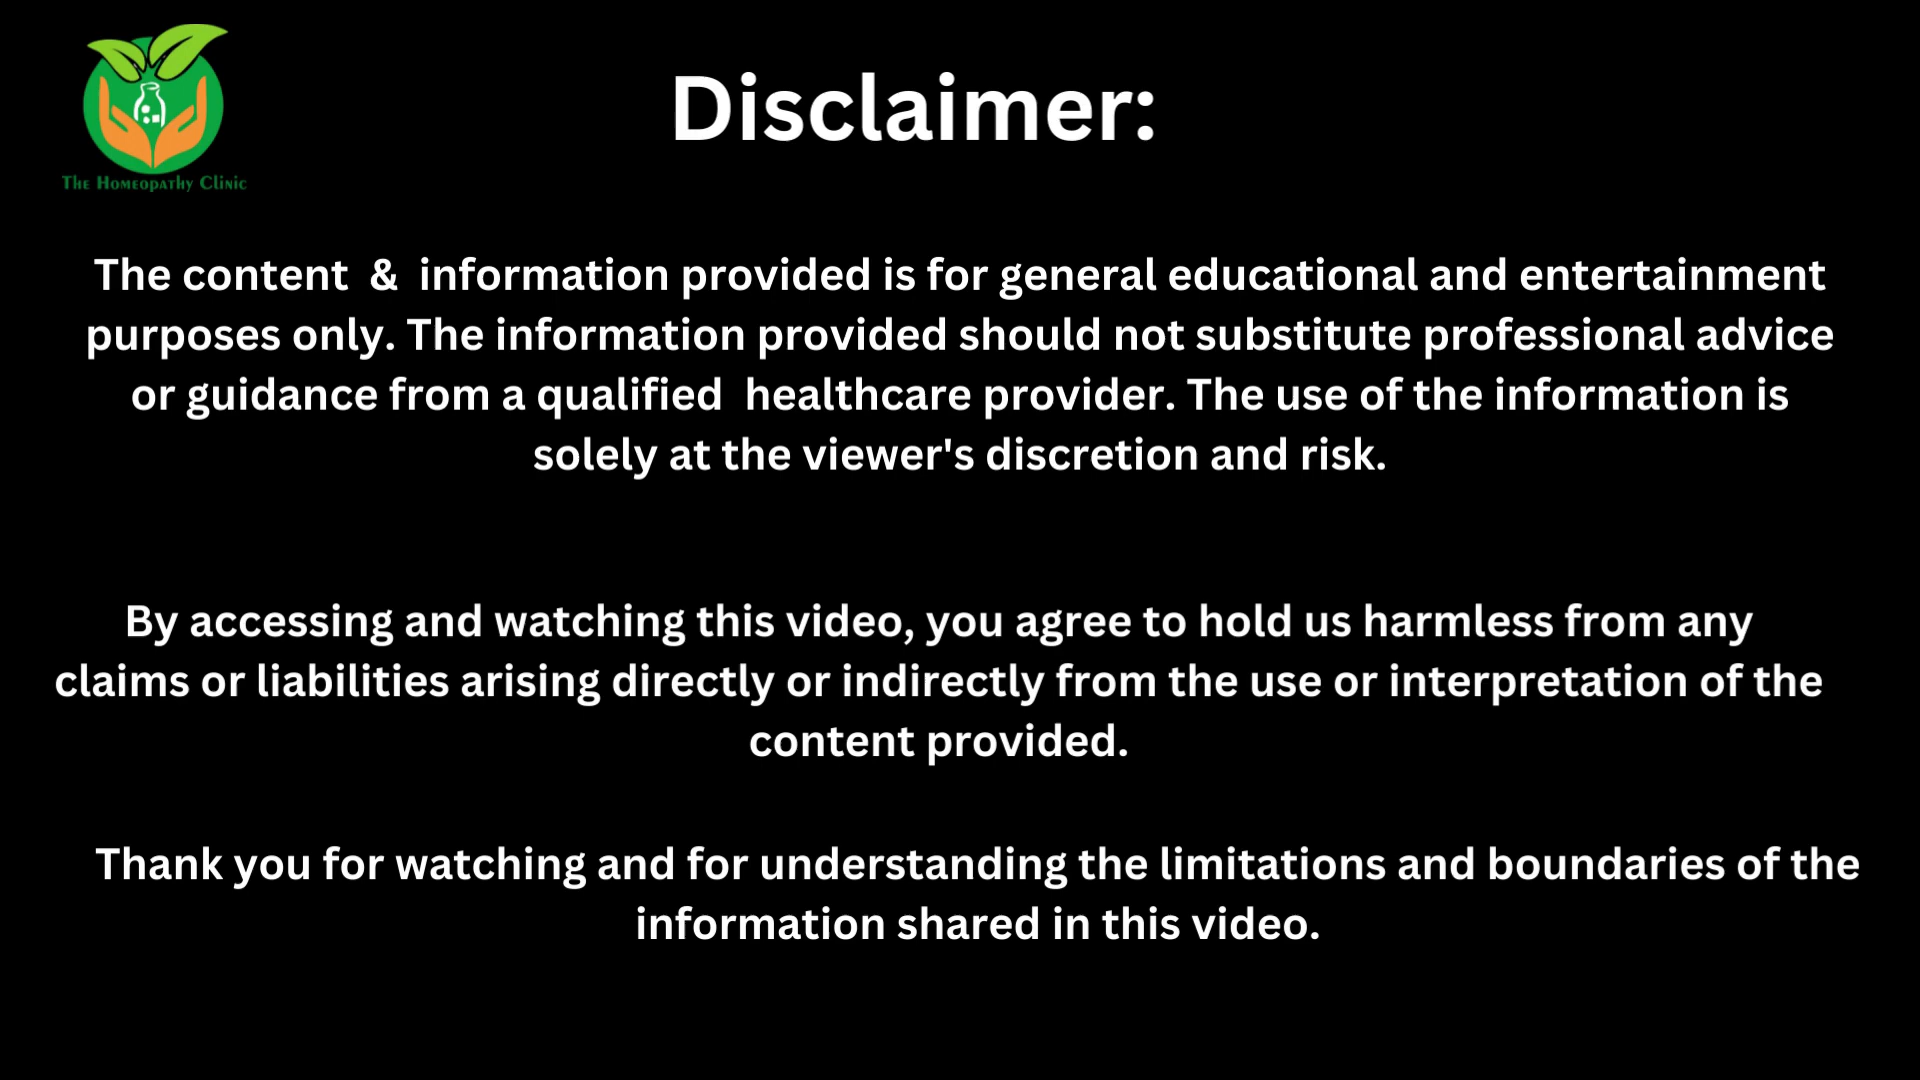 The Homeopathy Clinic
Disclaimer:
The content & information provided is for general educational and entertainment
purposes only. The information provided should not substitute professional advice
or guidance from a qualified healthcare provider. The use of the information is
solely at the viewer's discretion and risk.
By accessing and watching this video, you agree to hold us harmless from any
claims or liabilities arising directly or indirectly from the use or interpretation of the
content provided.
Thank you for watching and for understanding the limitations and boundaries of the
information shared in this video.